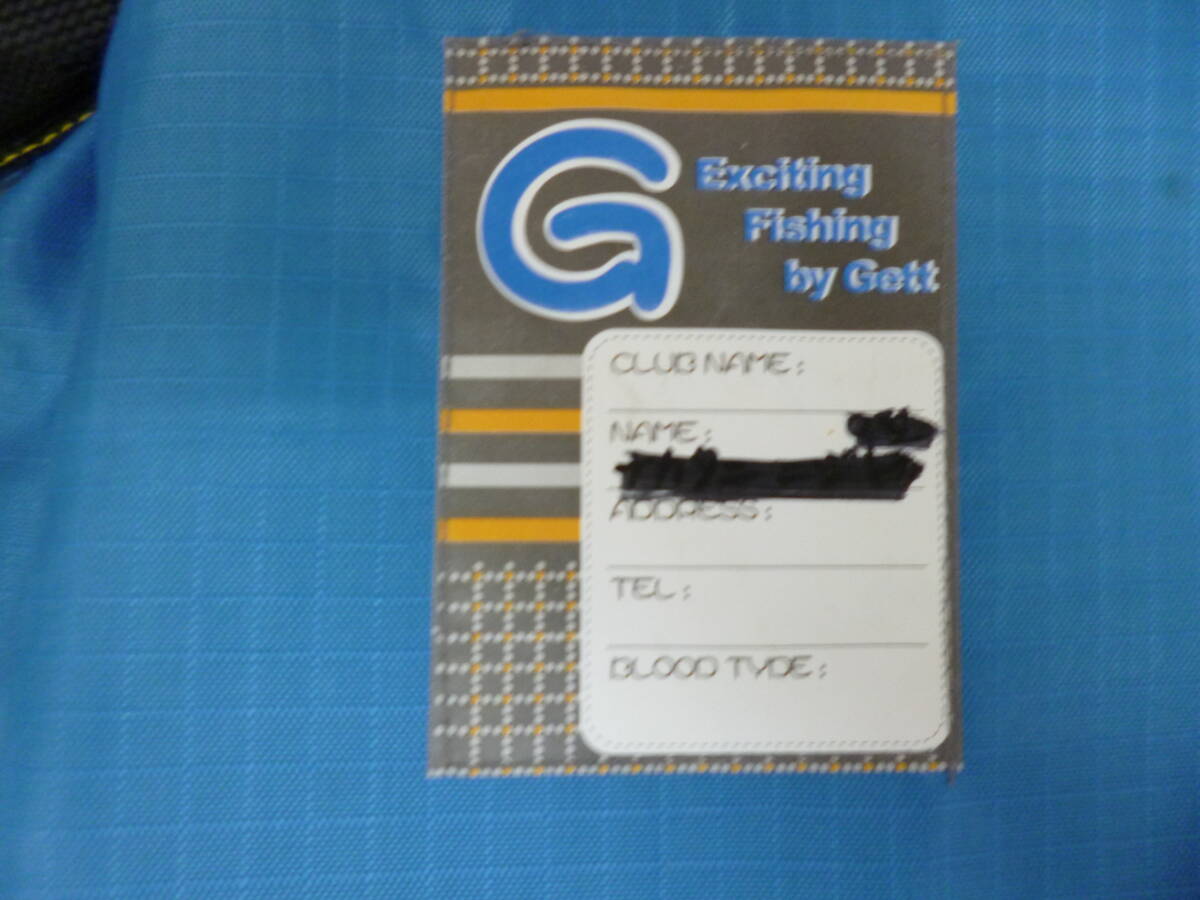 G
Exciting
Fishing
by Gett
CLUB NAME:
NAME:
ADDRESS:
TEL:
BLOOD TYPE: